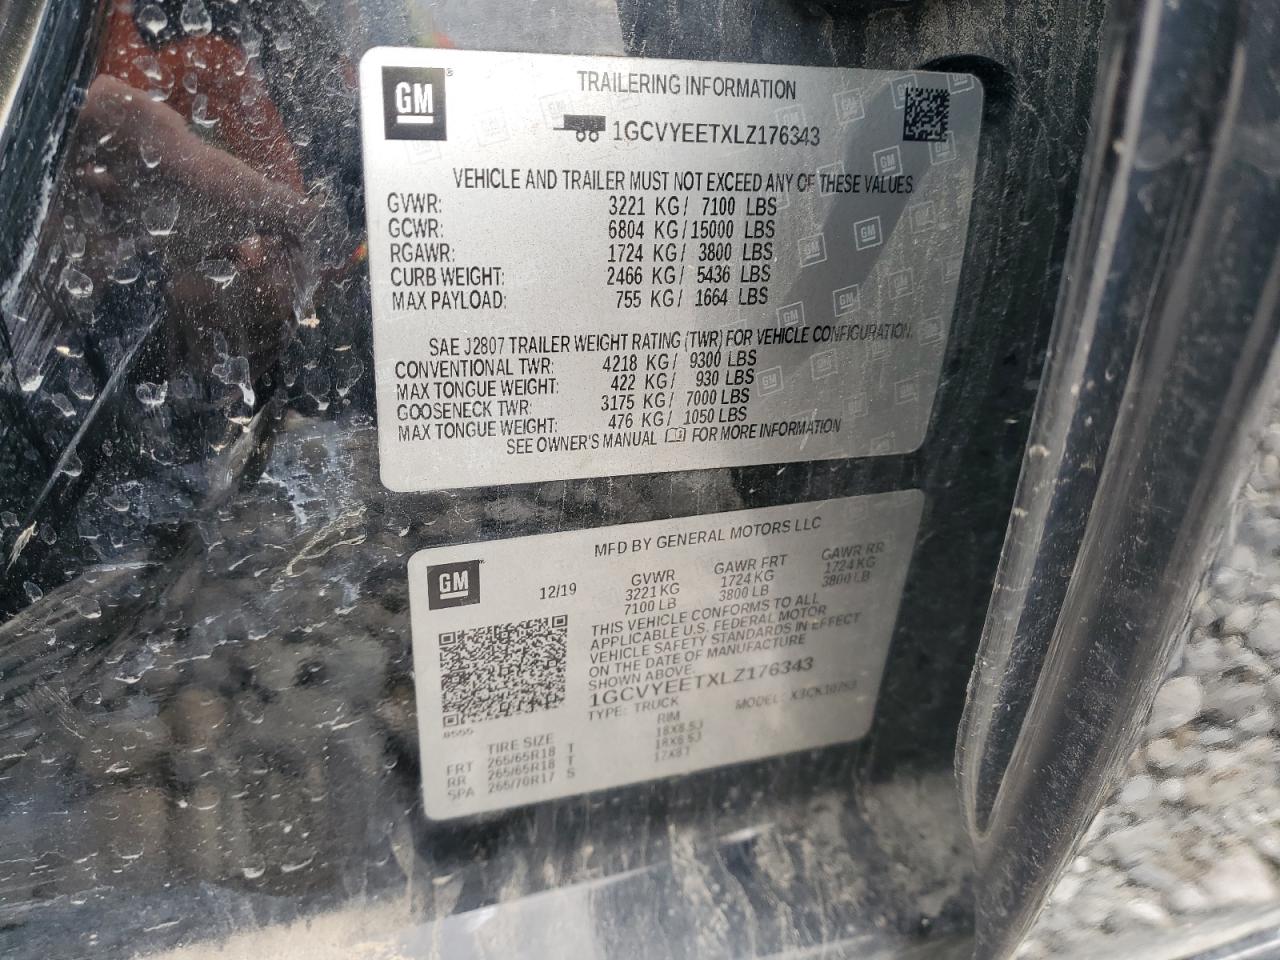 GM
TRAILERING INFORMATION
1GCVYEETXLZ176343
VEHICLE AND TRAILER MUST NOT EXCEED ANY OF THESE VALUES.
GVWR: 3221 KG/ 7100 LBS
GCWR: 6804 KG/ 15000 LBS
RGAWR: 1724 KG/ 3800 LBS
CURB WEIGHT: 2466 KG/ 5436 LBS
MAX PAYLOAD: 755 KG/ 1664 LBS
SAE J2807 TRAILER WEIGHT RATING (TWR) FOR VEHICLE CONFIGURATION.
CONVENTIONAL TWR: 4218 KG/ 9300 LBS
MAX TONGUE WEIGHT: 422 KG/ 930 LBS
GOOSENECK TWR: 3175 KG/ 7000 LBS
MAX TONGUE WEIGHT: 476 KG/ 1050 LBS
SEE OWNER'S MANUAL FOR MORE INFORMATION
GM
MFD BY GENERAL MOTORS LLC
12/19 GVWR GAWR FRT GAWR RR
3221 KG 1724 KG 1724 KG
7100 LB 3800 LB 3800 LB
THIS VEHICLE CONFORMS TO ALL
APPLICABLE U.S. FEDERAL MOTOR
VEHICLE SAFETY STANDARDS IN EFFECT
ON THE DATE OF MANUFACTURE
SHOWN ABOVE.
1GCVYEETXLZ176343
TYPE: TRUCK MODEL:
TIRE SIZE RIM
FRT 265/65R18 T 18X8.5J
RR 265/65R18 T 18X8.5J
SPA 265/70R17 S 17X8J